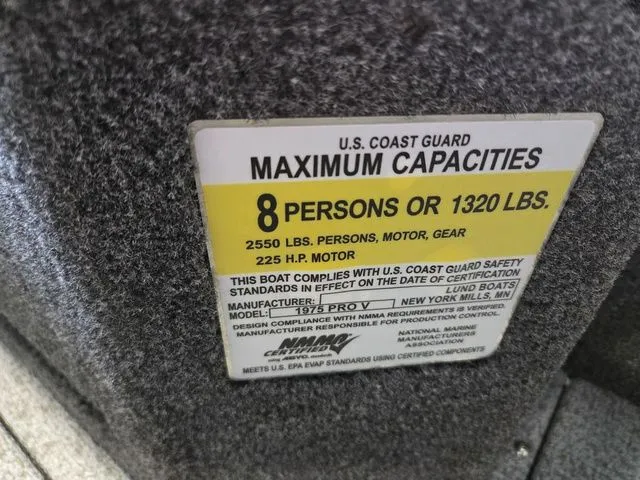 U.S. COAST GUARD
MAXIMUM CAPACITIES
8 PERSONS OR 1320 LBS.
2550 LBS. PERSONS, MOTOR, GEAR
225 H.P. MOTOR
THIS BOAT COMPLIES WITH U.S. COAST GUARD SAFETY
STANDARDS IN EFFECT ON THE DATE OF CERTIFICATION
MANUFACTURER: LUND BOATS
MODEL: 1975 PRO V NEW YORK MILLS, MN
DESIGN COMPLIANCE WITH NMMA REQUIREMENTS IS VERIFIED.
MANUFACTURER RESPONSIBLE FOR PRODUCTION CONTROL.
NMMA
CERTIFIED
using ABYC standards
NATIONAL MARINE
MANUFACTURERS
ASSOCIATION
MEETS U.S. EPA EVAP STANDARDS USING CERTIFIED COMPONENTS